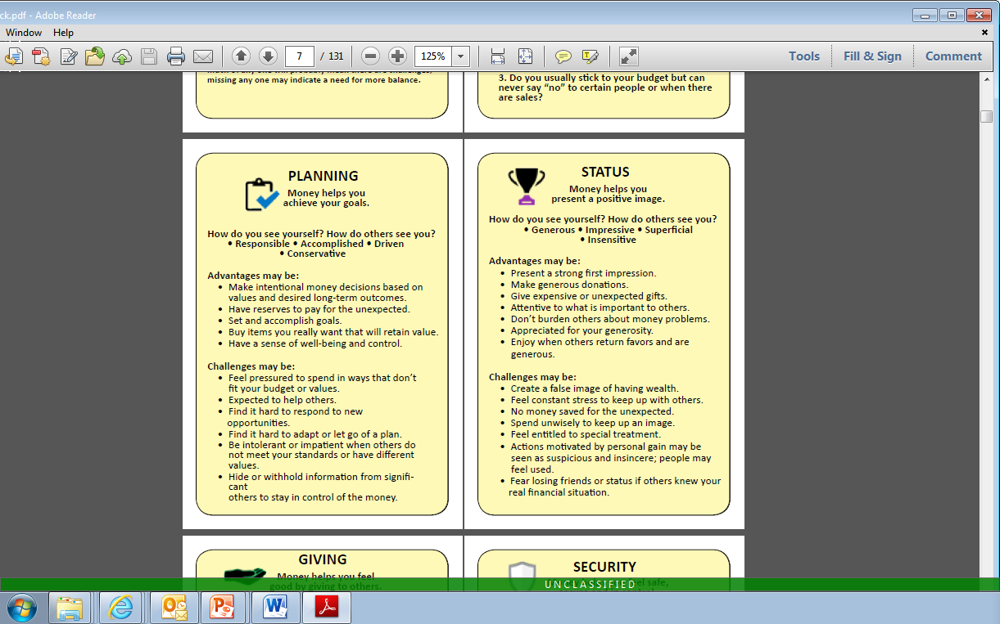 ck.pdf - Adobe Reader
Window Help
7 / 131
125%
Tools Fill & Sign Comment
missing any one may indicate a need for more balance.
3. Do you usually stick to your budget but can
never say “no” to certain people or when there
are sales?
PLANNING
Money helps you
achieve your goals.
How do you see yourself? How do others see you?
• Responsible • Accomplished • Driven
• Conservative
Advantages may be:
• Make intentional money decisions based on
values and desired long-term outcomes.
• Have reserves to pay for the unexpected.
• Set and accomplish goals.
• Buy items you really want that will retain value.
• Have a sense of well-being and control.
Challenges may be:
• Feel pressured to spend in ways that don’t
fit your budget or values.
• Expected to help others.
• Find it hard to respond to new
opportunities.
• Find it hard to adapt or let go of a plan.
• Be intolerant or impatient when others do
not meet your standards or have different
values.
• Hide or withhold information from signifi-
cant
others to stay in control of the money.
STATUS
Money helps you
present a positive image.
How do you see yourself? How do others see you?
• Generous • Impressive • Superficial
• Insensitive
Advantages may be:
• Present a strong first impression.
• Make generous donations.
• Give expensive or unexpected gifts.
• Attentive to what is important to others.
• Don’t burden others about money problems.
• Appreciated for your generosity.
• Enjoy when others return favors and are
generous.
Challenges may be:
• Create a false image of having wealth.
• Feel constant stress to keep up with others.
• No money saved for the unexpected.
• Spend unwisely to keep up an image.
• Feel entitled to special treatment.
• Actions motivated by personal gain may be
seen as suspicious and insincere; people may
feel used.
• Fear losing friends or status if others knew your
real financial situation.
GIVING
Money helps you feel
good by giving to others.
SECURITY
feel safe,
UNCLASSIFIED